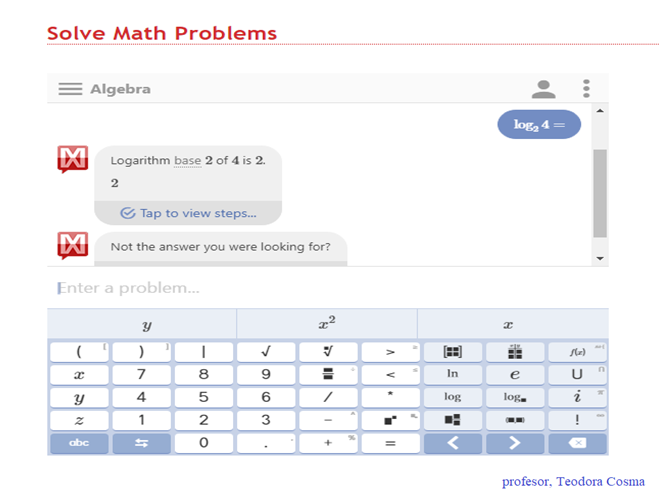 Solve Math Problems
Algebra
log₂ 4 =
Logarithm base 2 of 4 is 2.
2
Tap to view steps...
Not the answer you were looking for?
Enter a problem...
y x² x
( [ ) ] | √ ∛ > f(x)
x 7 8 9 < ln e U ∩
y 4 5 6 / * log log i π
z 1 2 3 − ^ !
abc 0 . , + % = < >
profesor, Teodora Cosma